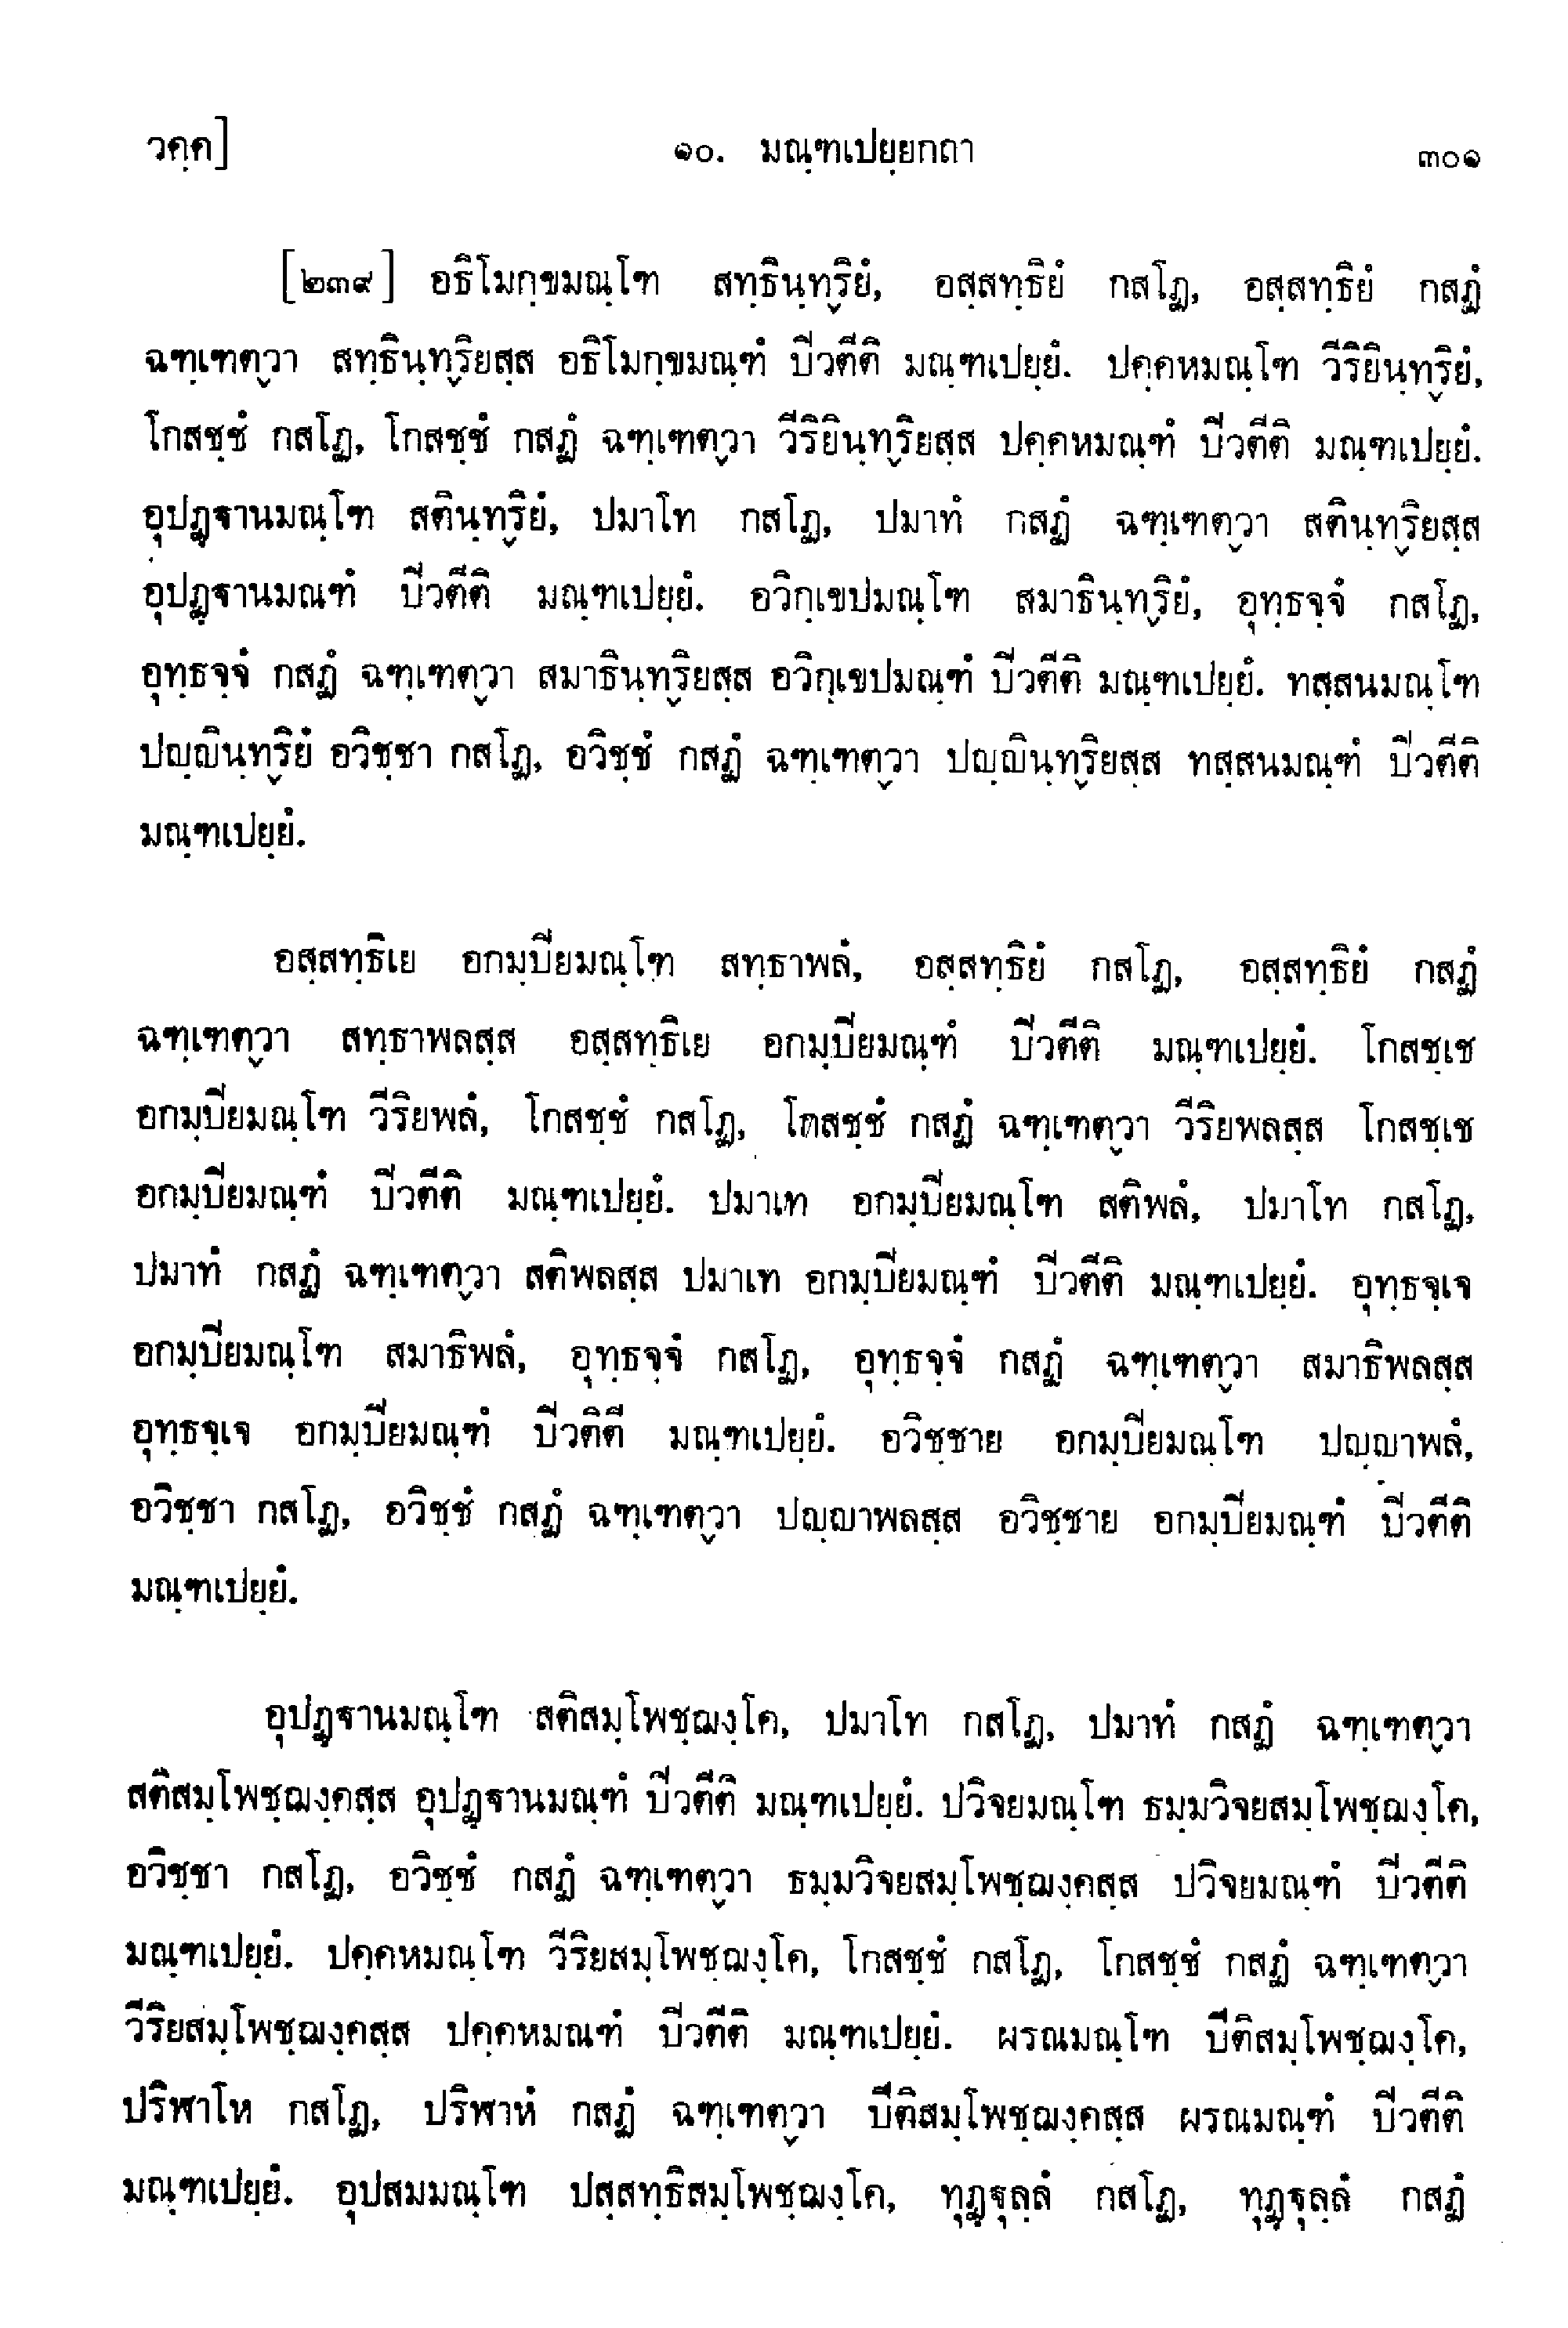 วคฺค] ๑๐. มณฺฑเปยฺยกถา ๓๐๑
[๒๓๙] อธิโมกฺขมณฺโฑ สทฺธินฺทฺริยํ, อสฺสทฺธิยํ กสโฏ, อสฺสทฺธิยํ กสฏํ
ฉฑฺเฑตฺวา สทฺธินฺทฺริยสฺส อธิโมกฺขมณฺฑํ ปิวตีติ มณฺฑเปยฺยํ. ปคฺคหมณฺโฑ วีริยินฺทฺริยํ,
โกสชฺชํ กสโฏ, โกสชฺชํ กสฏํ ฉฑฺเฑตฺวา วีริยินฺทฺริยสฺส ปคฺคหมณฺฑํ ปิวตีติ มณฺฑเปยฺยํ.
อุปฏฺฐานมณฺโฑ สตินฺทฺริยํ, ปมาโท กสโฏ, ปมาทํ กสฏํ ฉฑฺเฑตฺวา สตินฺทฺริยสฺส
อุปฏฺฐานมณฑํ ปิวตีติ มณฺฑเปยฺยํ. อวิกฺเขปมณฺโฑ สมาธินฺทฺริยํ, อุทฺธจฺจํ กสโฏ,
อุทฺธจฺจํ กสฏํ ฉฑฺเฑตฺวา สมาธินฺทฺริยสฺส อวิกฺเขปมณฺฑํ ปิวตีติ มณฺฑเปยฺยํ. ทสฺสนมณฺโฑ
ปญฺญินฺทฺริยํ อวิชฺชา กสโฏ, อวิชฺชํ กสฏํ ฉฑฺเฑตฺวา ปญฺญินฺทฺริยสฺส ทสฺสนมณฺฑํ ปิวตีติ
มณฺฑเปยฺยํ.
อสฺสทฺธิเย อกมฺปิยมณฺโฑ สทฺธาพลํ, อสฺสทฺธิยํ กสโฏ, อสฺสทฺธิยํ กสฏํ
ฉฑฺเฑตฺวา สทฺธาพลสฺส อสฺสทฺธิเย อกมฺปิยมณฺฑํ ปิวตีติ มณฺฑเปยฺยํ. โกสชฺเช
อกมฺปิยมณฺโฑ วีริยพลํ, โกสชฺชํ กสโฏ, โกสชฺชํ กสฏํ ฉฑฺเฑตฺวา วีริยพลสฺส โกสชฺเช
อกมฺปิยมณฺฑํ ปิวตีติ มณฺฑเปยฺยํ. ปมาเท อกมฺปิยมณฺโฑ สติพลํ, ปมาโท กสโฏ,
ปมาทํ กสฏํ ฉฑฺเฑตฺวา สติพลสฺส ปมาเท อกมฺปิยมณฺฑํ ปิวตีติ มณฺฑเปยฺยํ. อุทฺธจฺเจ
อกมฺปิยมณฺโฑ สมาธิพลํ, อุทฺธจฺจํ กสโฏ, อุทฺธจฺจํ กสฏํ ฉฑฺเฑตฺวา สมาธิพลสฺส
อุทฺธจฺเจ อกมฺปิยมณฺฑํ ปิวติตี มณฺฑเปยฺยํ. อวิชฺชาย อกมฺปิยมณฺโฑ ปญฺญาพลํ,
อวิชฺชา กสโฏ, อวิชฺชํ กสฏํ ฉฑฺเฑตฺวา ปญฺญาพลสฺส อวิชฺชาย อกมฺปิยมณฺฑํ ปิวตีติ
มณฺฑเปยฺยํ.
อุปฏฺฐานมณฺโฑ สติสมฺโพชฺฌงฺโค, ปมาโท กสโฏ, ปมาทํ กสฏํ ฉฑฺเฑตฺวา
สติสมฺโพชฺฌงฺคสฺส อุปฏฺฐานมณฺฑํ ปิวตีติ มณฺฑเปยฺยํ. ปวิจยมณฺโฑ ธมฺมวิจยสมฺโพชฺฌงฺโค,
อวิชฺชา กสโฏ, อวิชฺชํ กสฏํ ฉฑฺเฑตฺวา ธมฺมวิจยสมฺโพชฺฌงฺคสฺส ปวิจยมณฺฑํ ปิวตีติ
มณฺฑเปยฺยํ. ปคฺคหมณฺโฑ วีริยสมฺโพชฺฌงฺโค, โกสชฺชํ กสโฏ, โกสชฺชํ กสฏํ ฉฑฺเฑตฺวา
วีริยสมฺโพชฺฌงฺคสฺส ปคฺคหมณฑํ ปิวตีติ มณฺฑเปยฺยํ. ผรณมณฺโฑ ปีติสมฺโพชฺฌงฺโค,
ปริฬาโห กสโฏ, ปริฬาหํ กสฏํ ฉฑฺเฑตฺวา ปีติสมฺโพชฺฌงฺคสฺส ผรณมณฺฑํ ปิวตีติ
มณฺฑเปยฺยํ. อุปสมมณฺโฑ ปสฺสทฺธิสมฺโพชฺฌงฺโค, ทุฏฺฐุลฺลํ กสโฏ, ทุฏฺฐุลฺลํ กสฏํ